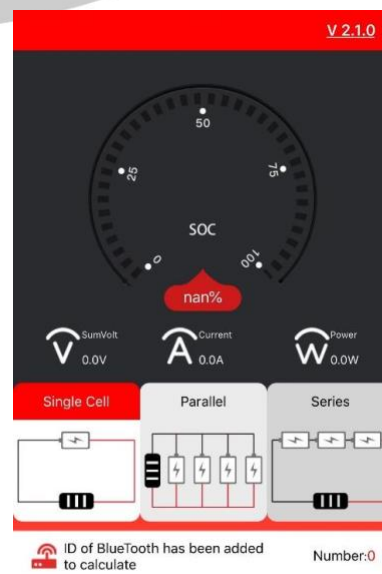 V 2.1.0
50
25
75
SOC
0
100
nan%
SumVolt
V 0.0V
Current
A 0.0A
Power
W 0.0W
Single Cell
Parallel
Series
ID of BlueTooth has been added
to calculate
Number:0